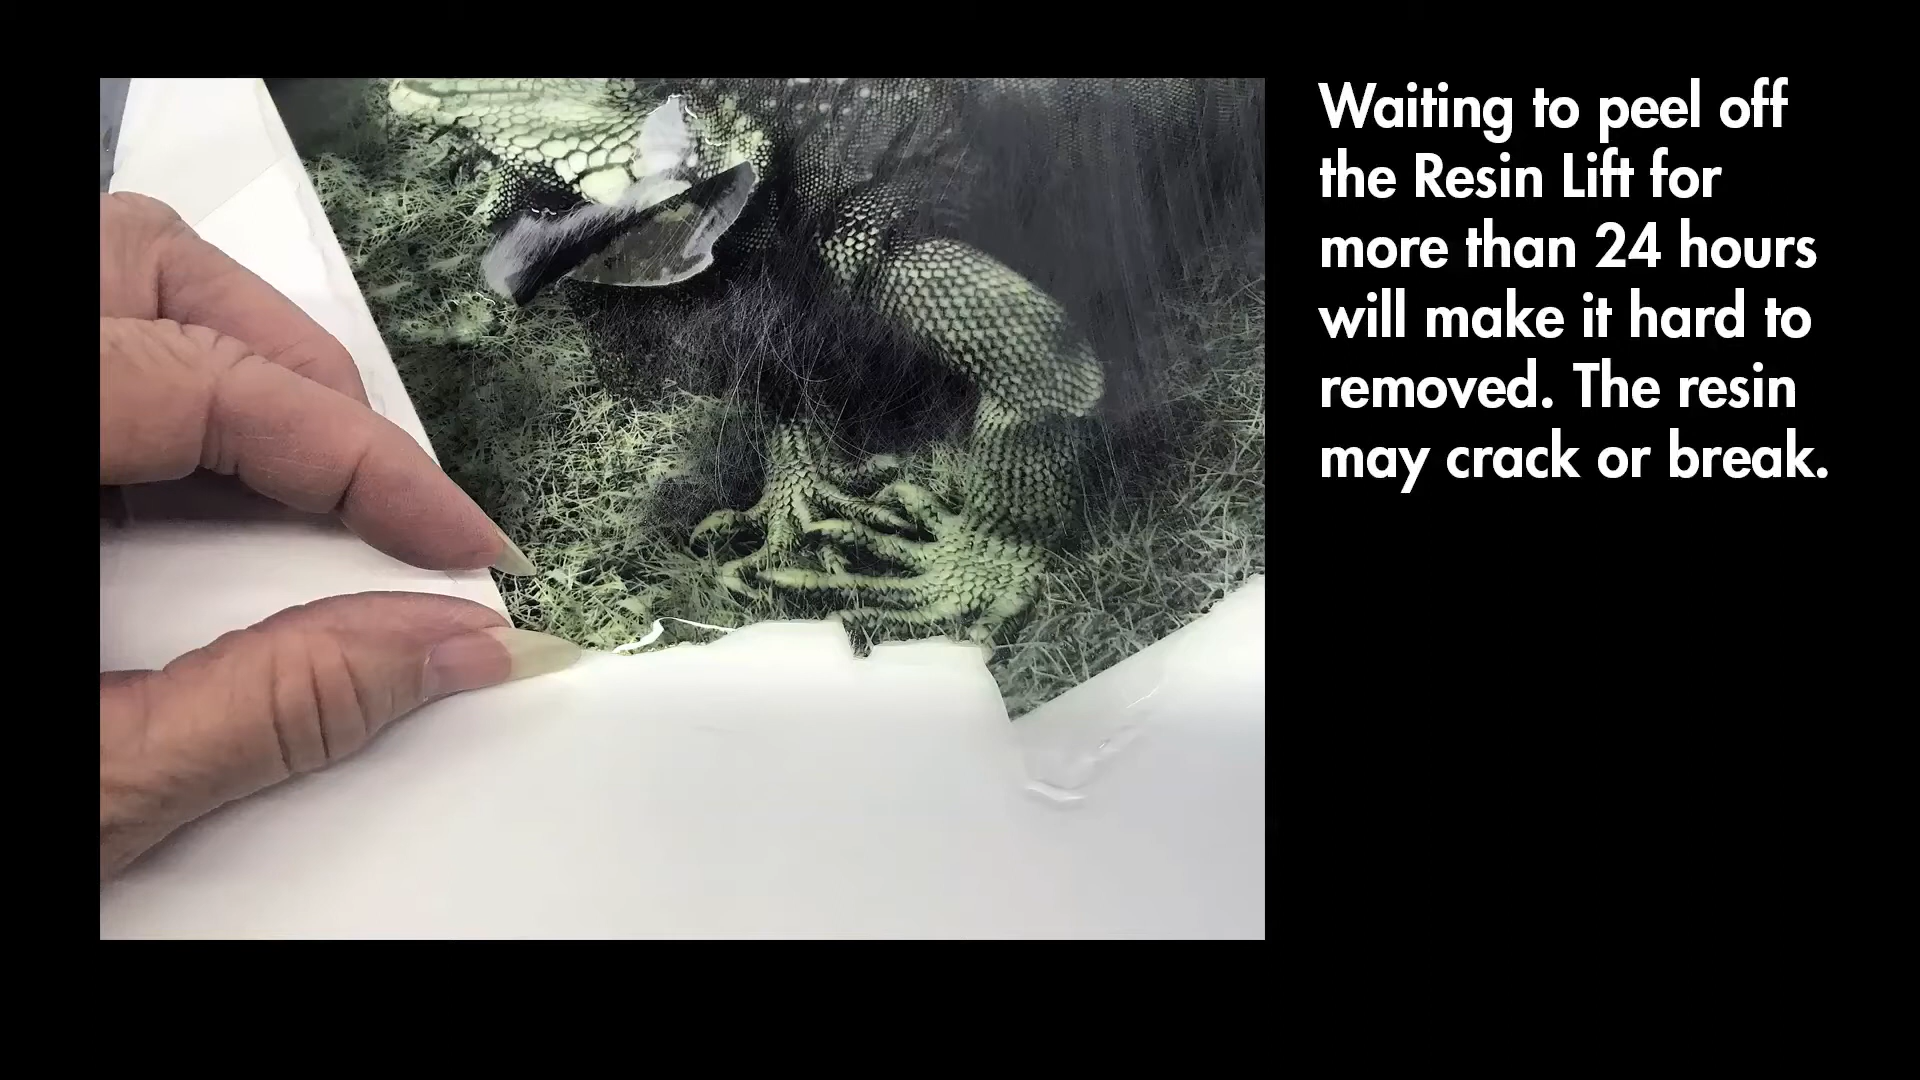 Waiting to peel off
the Resin Lift for
more than 24 hours
will make it hard to
removed. The resin
may crack or break.